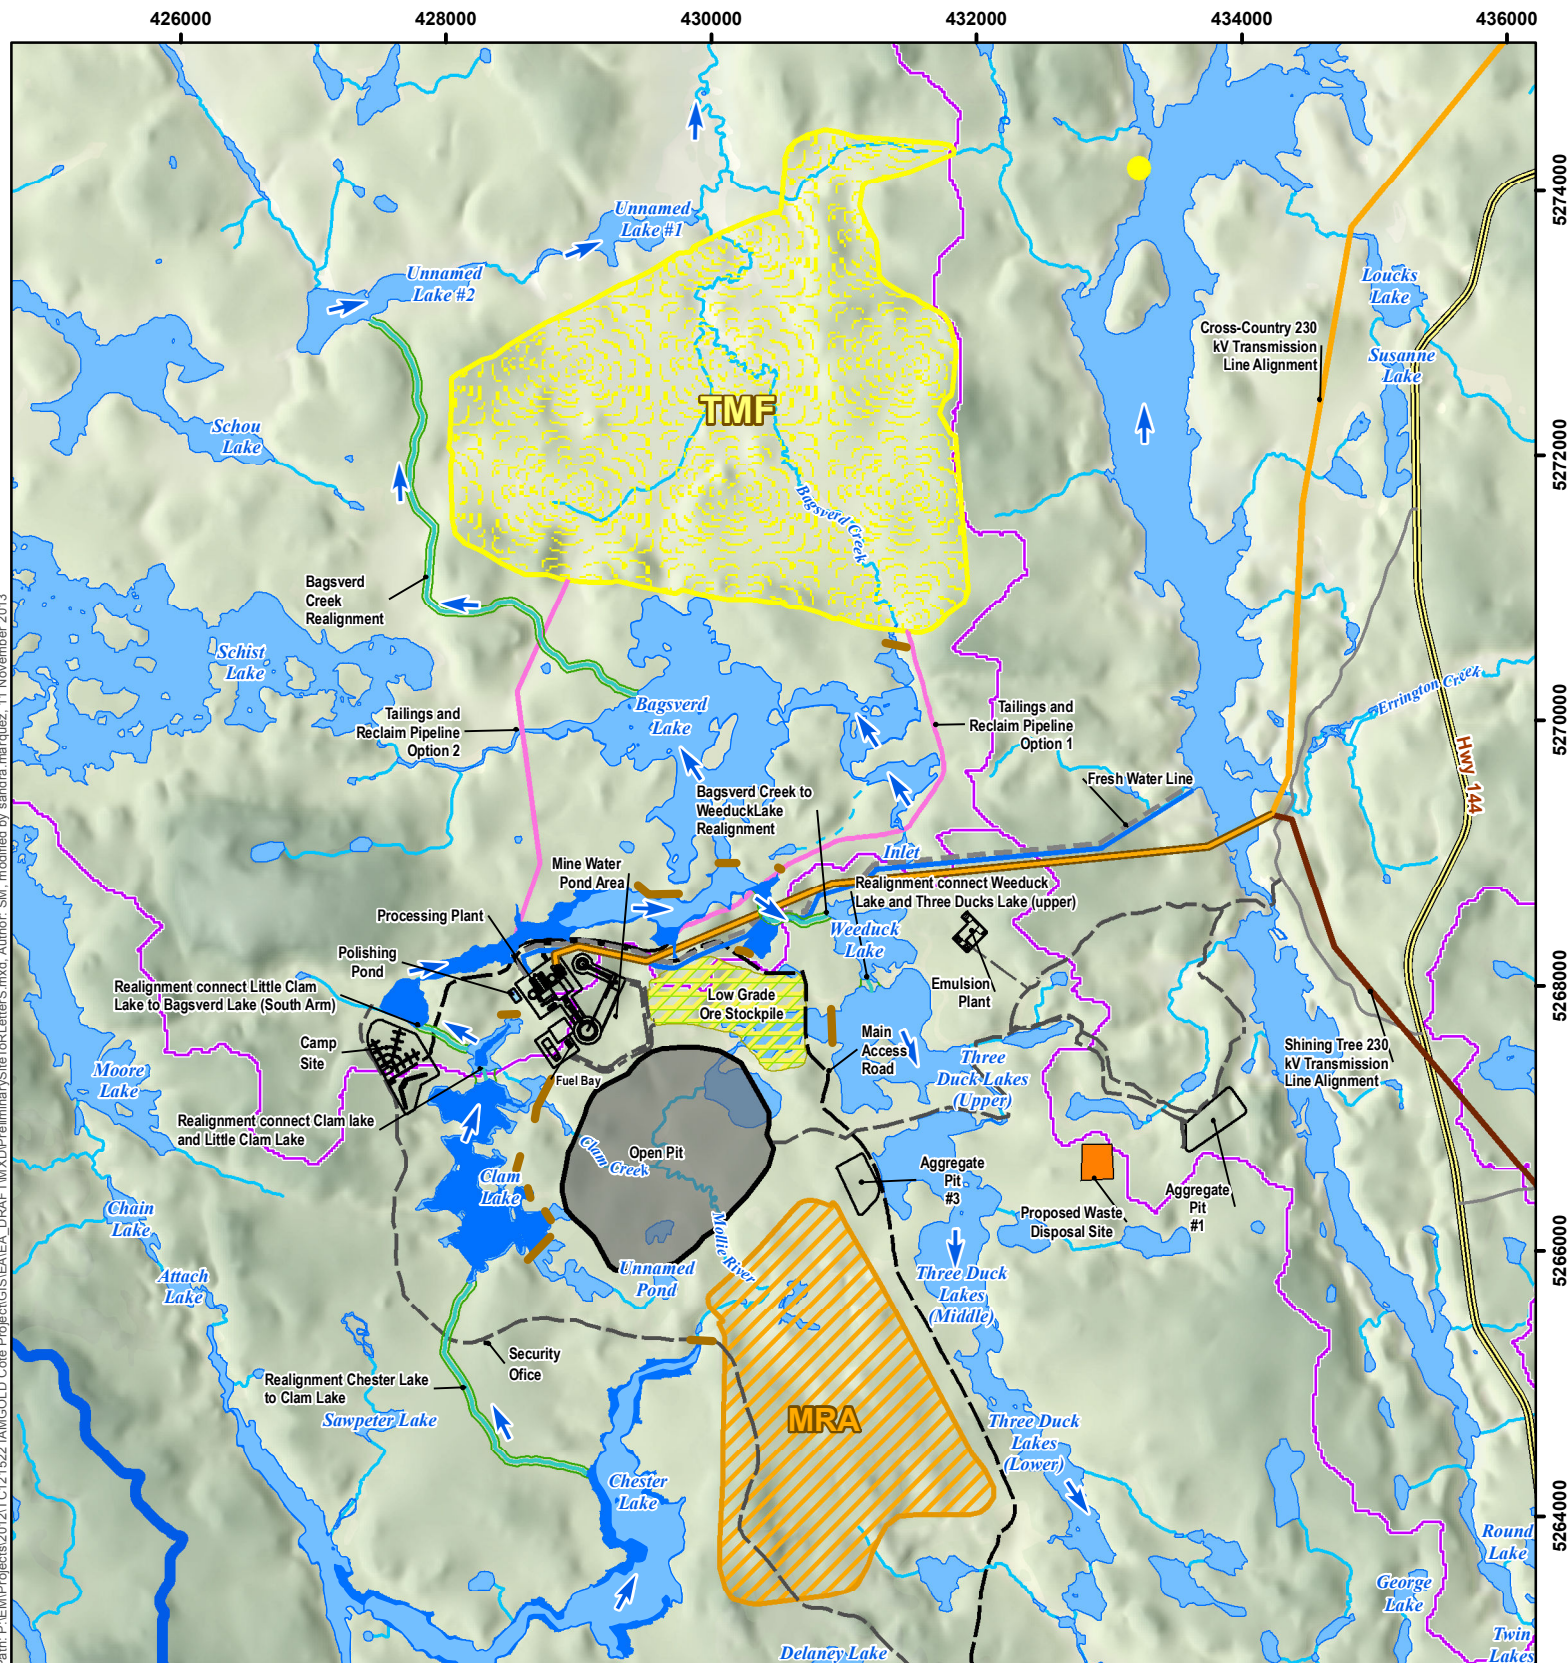 426000
428000
430000
432000
434000
436000
5274000
5272000
5270000
5268000
5266000
5264000
Unnamed
Lake #1
Unnamed
Lake #2
Loucks
Lake
Cross-Country 230
kV Transmission
Line Alignment
Susanne
Lake
TMF
Schou
Lake
Bagsverd Creek
Bagsverd
Creek
Realignment
Schist
Lake
Errington Creek
Bagsverd
Lake
Tailings and
Reclaim Pipeline
Option 2
Tailings and
Reclaim Pipeline
Option 1
Hwy 144
Fresh Water Line
Bagsverd Creek to
WeeduckLake
Realignment
Inlet
Mine Water
Pond Area
Realignment connect Weeduck
Lake and Three Ducks Lake (upper)
Processing Plant
Weeduck
Lake
Polishing
Pond
Realignment connect Little Clam
Lake to Bagsverd Lake (South Arm)
Emulsion
Plant
Low Grade
Ore Stockpile
Camp
Site
Main
Access
Road
Three
Duck Lakes
(Upper)
Shining Tree 230
kV Transmission
Line Alignment
Moore
Lake
Fuel Bay
Realignment connect Clam lake
and Little Clam Lake
Clam Creek
Open Pit
Clam
Lake
Aggregate
Pit
#3
Aggregate
Pit
#1
Proposed Waste
Disposal Site
Chain
Lake
Mollie River
Unnamed
Pond
Attach
Lake
Three Duck
Lakes
(Middle)
Security
Ofice
Realignment Chester Lake
to Clam Lake
Sawpeter Lake
MRA
Three Duck
Lakes
(Lower)
Chester
Lake
Round
Lake
George
Lake
Twin
Lakes
Delaney Lake